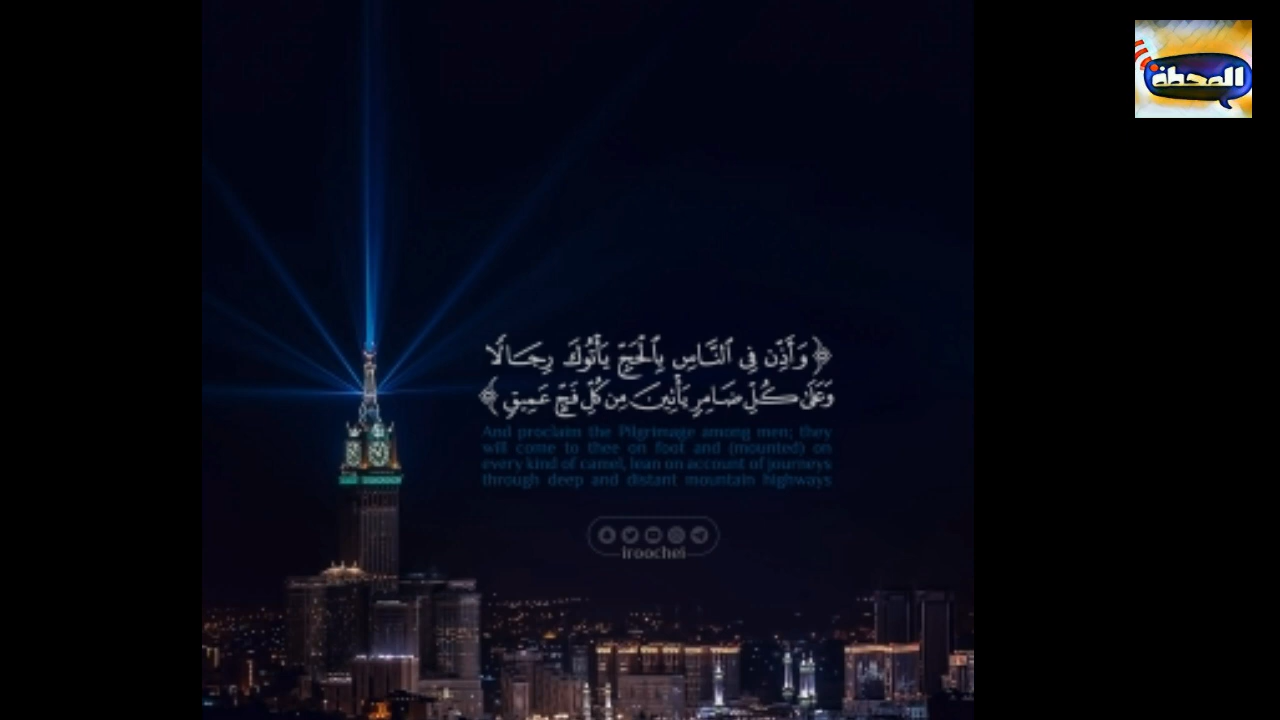 المحطة
﴿ وَأَذِّن فِي ٱلنَّاسِ بِٱلْحَجِّ يَأْتُوكَ رِجَالًا
وَعَلَىٰ كُلِّ ضَامِرٍ يَأْتِينَ مِن كُلِّ فَجٍّ عَمِيقٍ ﴾
And proclaim the Pilgrimage among men; they
will come to thee on foot and (mounted) on
every kind of camel, lean on account of journeys
through deep and distant mountain highways
iroochei